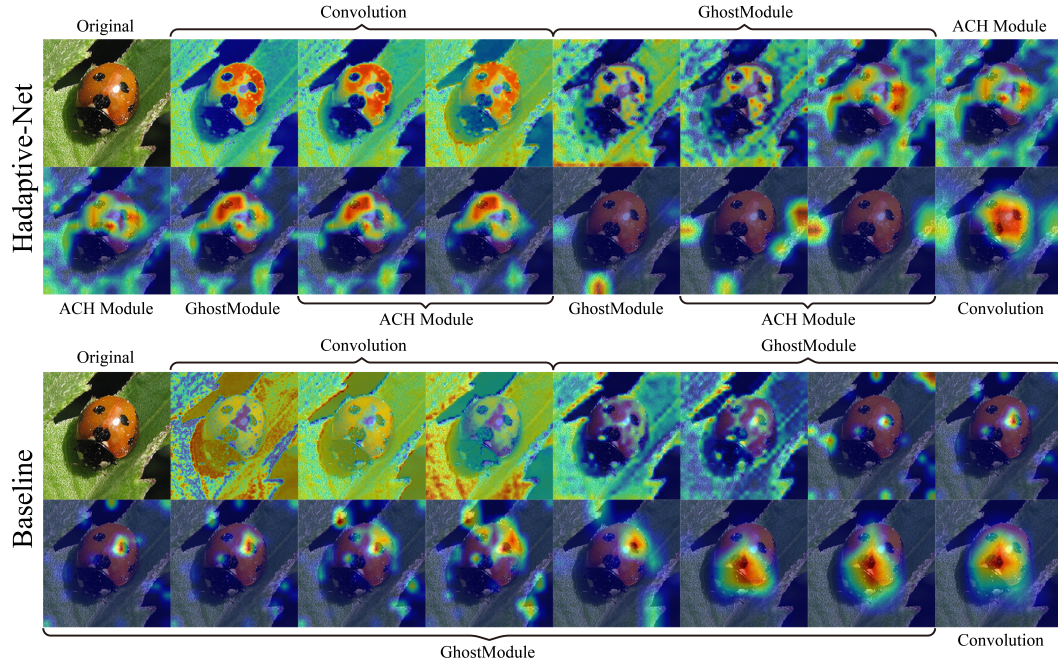 Original
Convolution
GhostModule
ACH Module
Hadaptive-Net
ACH Module
GhostModule
ACH Module
GhostModule
ACH Module
Convolution
Original
Convolution
GhostModule
Baseline
GhostModule
Convolution